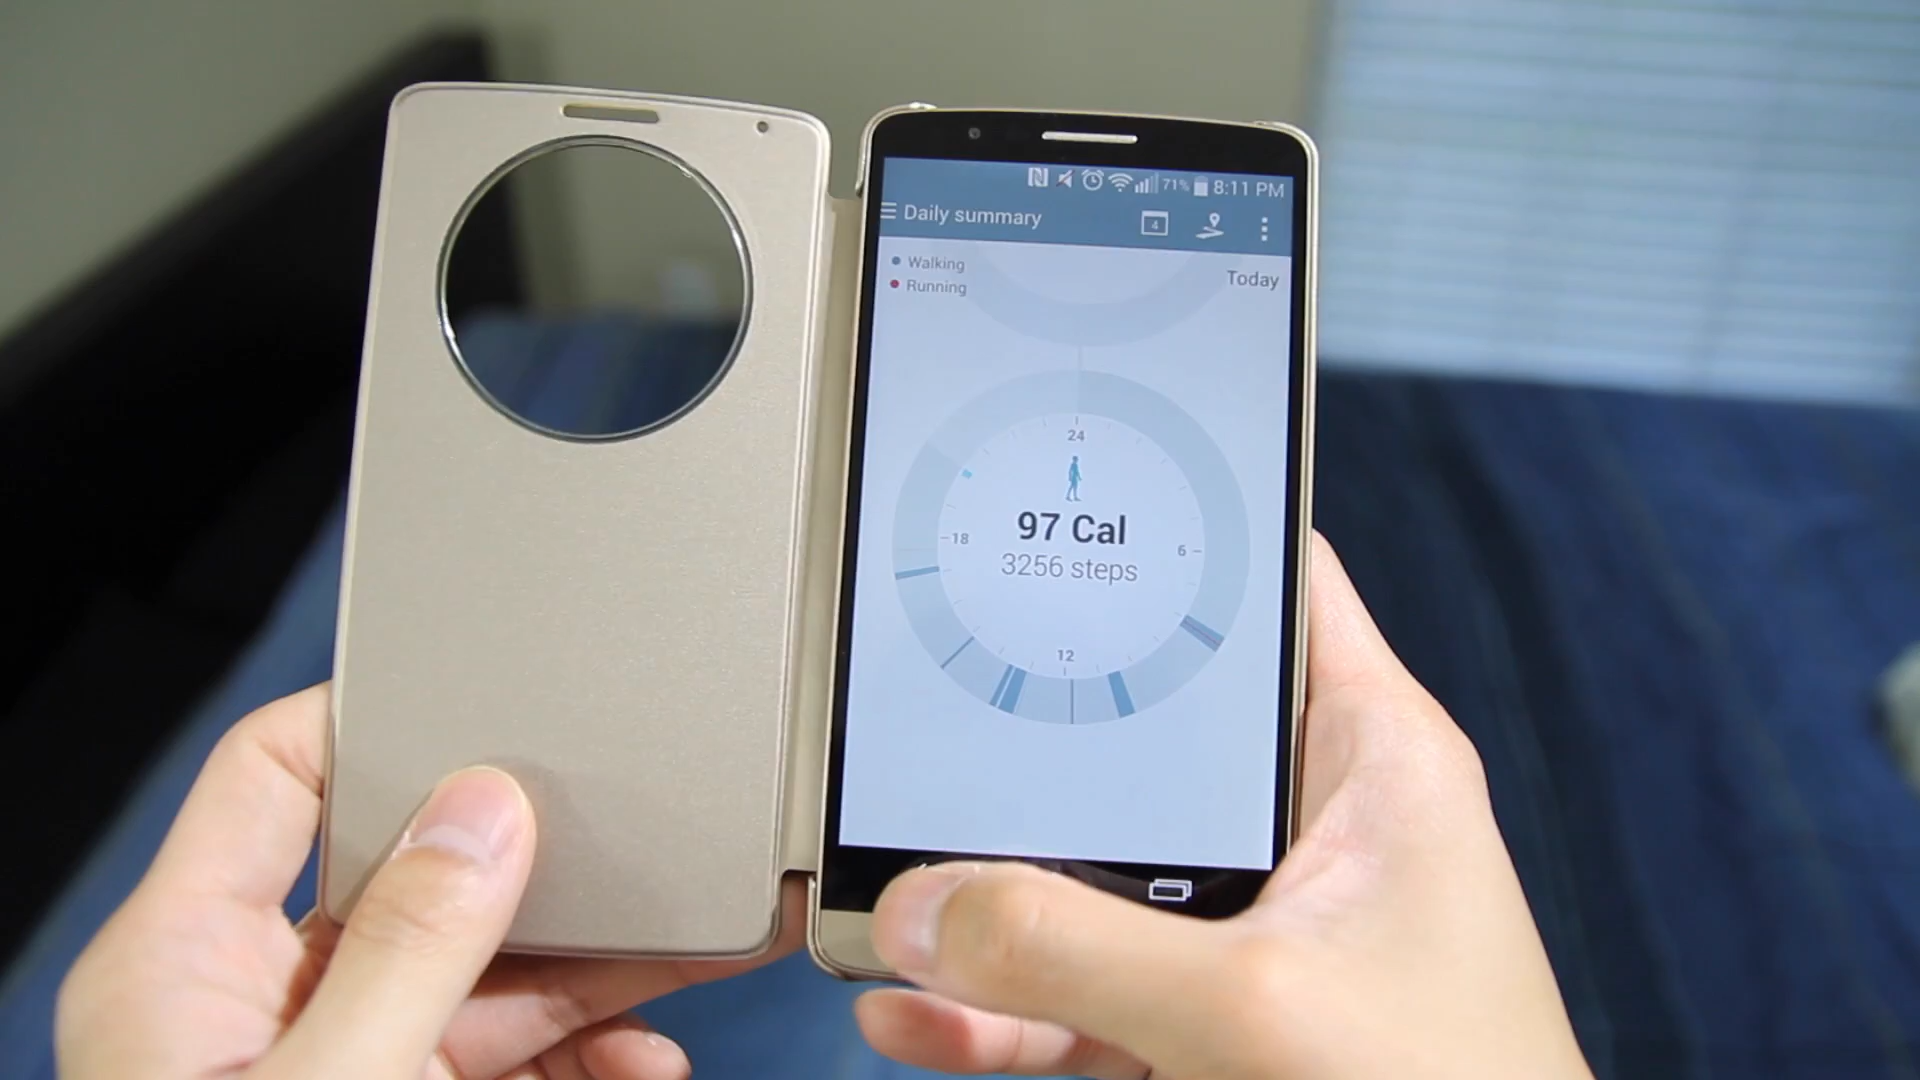 71% 8:11 PM
Daily summary
4
Walking
Today
Running
24
97 Cal
18
6
3256 steps
12